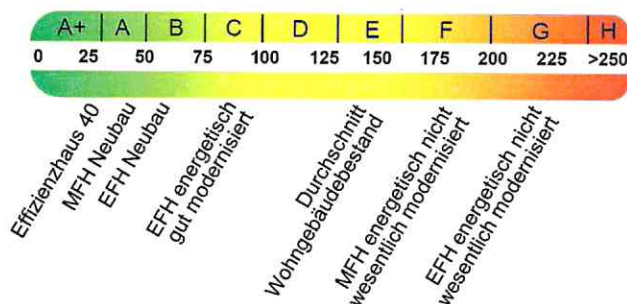 A+ A B C D E F G H
0 25 50 75 100 125 150 175 200 225 >250
Effizienzhaus 40
MFH Neubau
EFH Neubau
EFH energetisch
gut modernisiert
Durchschnitt
Wohngebäudebestand
MFH energetisch nicht
wesentlich modernisiert
EFH energetisch nicht
wesentlich modernisiert